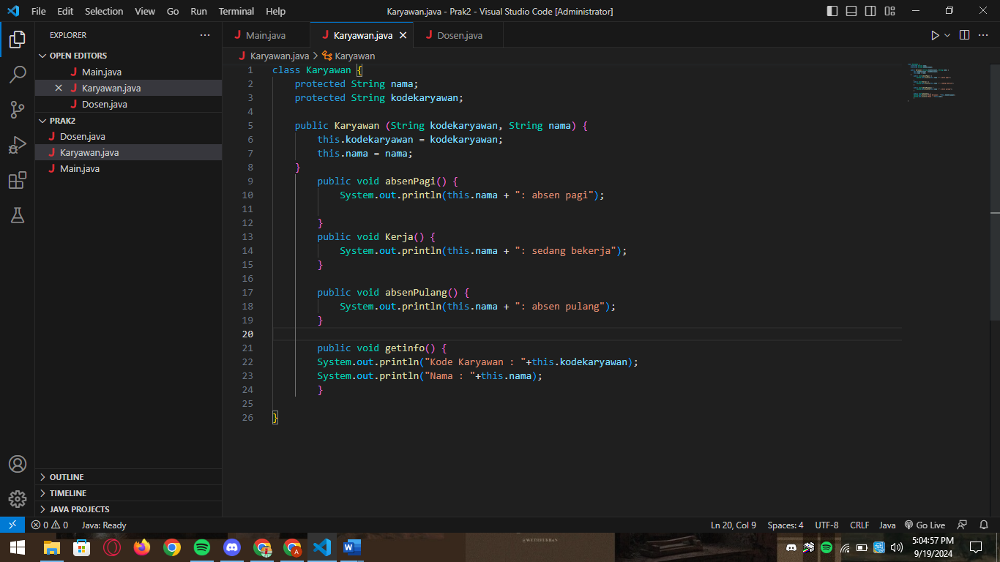 File Edit Selection View Go Run Terminal Help Karyawan.java - Prak2 - Visual Studio Code [Administrator]
EXPLORER
OPEN EDITORS
Main.java
Karyawan.java
Dosen.java
PRAK2
Dosen.java
Karyawan.java
Main.java
OUTLINE
TIMELINE
JAVA PROJECTS
Main.java Karyawan.java Dosen.java
Karyawan.java > Karyawan
1 class Karyawan {
2 protected String nama;
3 protected String kodekaryawan;
4
5 public Karyawan (String kodekaryawan, String nama) {
6 this.kodekaryawan = kodekaryawan;
7 this.nama = nama;
8 }
9 public void absenPagi() {
10 System.out.println(this.nama + ": absen pagi");
11
12 }
13 public void Kerja() {
14 System.out.println(this.nama + ": sedang bekerja");
15 }
16
17 public void absenPulang() {
18 System.out.println(this.nama + ": absen pulang");
19 }
20
21 public void getinfo() {
22 System.out.println("Kode Karyawan : "+this.kodekaryawan);
23 System.out.println("Nama : "+this.nama);
24 }
25
26 }
0 0 Java: Ready Ln 20, Col 9 Spaces: 4 UTF-8 CRLF Java Go Live
5:04:57 PM
9/19/2024